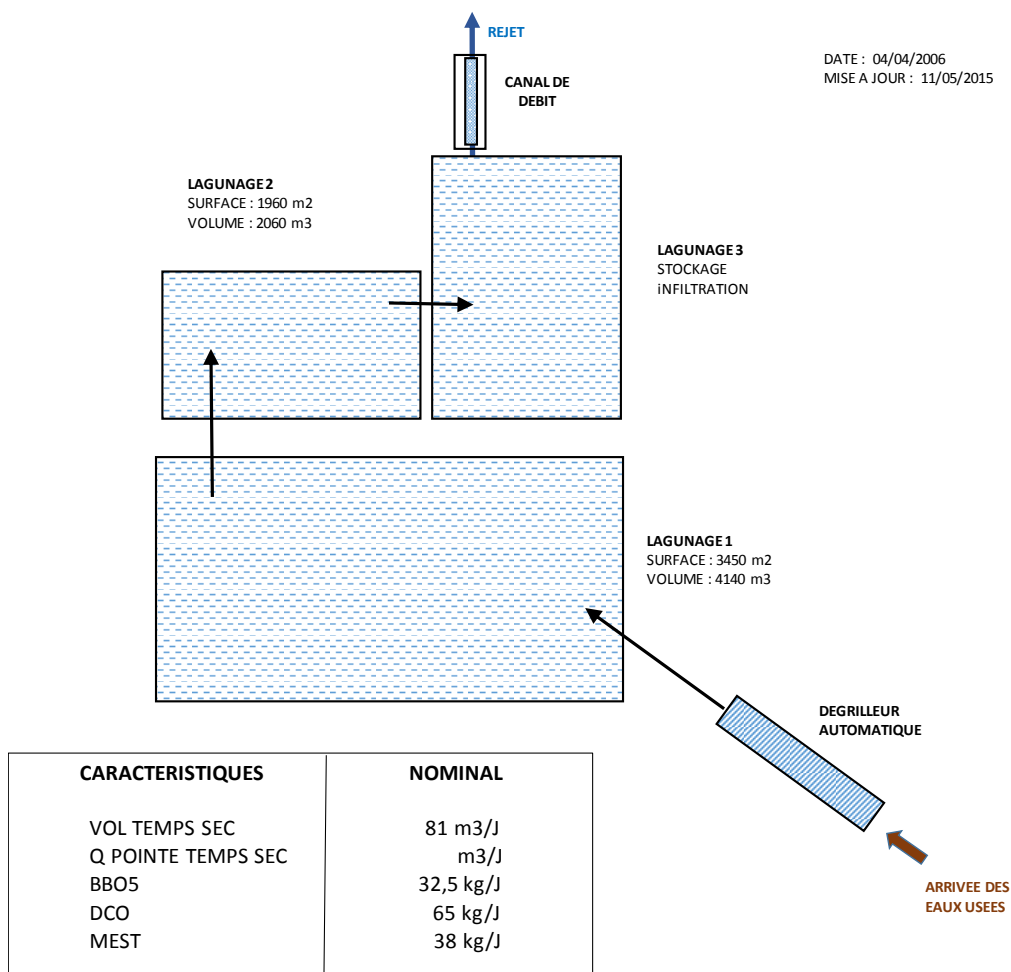 REJET
DATE : 04/04/2006
MISE A JOUR : 11/05/2015
CANAL DE
DEBIT
LAGUNAGE 2
SURFACE : 1960 m2
VOLUME : 2060 m3
LAGUNAGE 3
STOCKAGE
iNFILTRATION
LAGUNAGE 1
SURFACE : 3450 m2
VOLUME : 4140 m3
DEGRILLEUR
AUTOMATIQUE
ARRIVEE DES
EAUX USEES
CARACTERISTIQUES NOMINAL
VOL TEMPS SEC 81 m3/J
Q POINTE TEMPS SEC m3/J
BBO5 32,5 kg/J
DCO 65 kg/J
MEST 38 kg/J